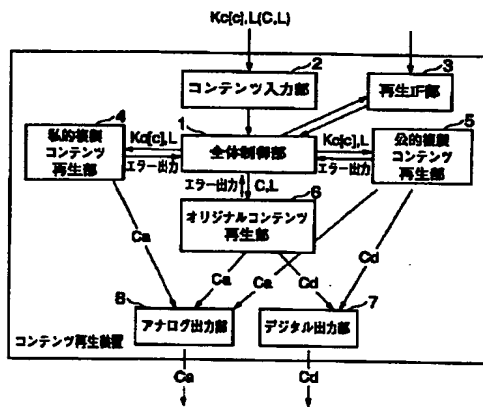 Kc[c],L(C,L)
2
コンテンツ入力部
3
再生IF部
4
私的複製
コンテンツ
再生部
Kc[c],L
エラー出力
1
全体制御部
Kc[c],L
エラー出力
5
公的複製
コンテンツ
再生部
エラー出力
C,L
6
オリジナルコンテンツ
再生部
Ca
Ca
Ca
Cd
Cd
8
アナログ出力部
7
デジタル出力部
コンテンツ再生装置
Ca
Cd